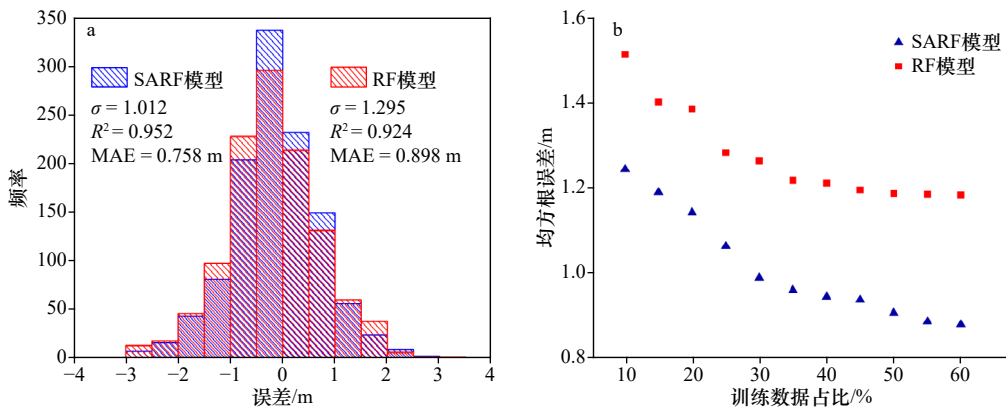 a
350
300
250
200
150
100
50
0
频率
SARF模型
σ = 1.012
R² = 0.952
MAE = 0.758 m
RF模型
σ = 1.295
R² = 0.924
MAE = 0.898 m
−4 −3 −2 −1 0 1 2 3 4
误差/m
b
1.6
1.4
1.2
1.0
0.8
均方根误差/m
SARF模型
RF模型
10 20 30 40 50 60
训练数据占比/%